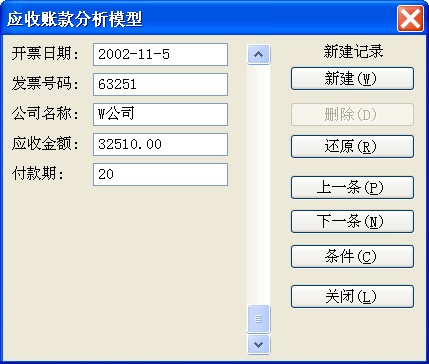 应收账款分析模型
开票日期: 2002-11-5
发票号码: 63251
公司名称: W公司
应收金额: 32510.00
付款期: 20
新建记录
新建(W)
删除(D)
还原(R)
上一条(P)
下一条(N)
条件(C)
关闭(L)